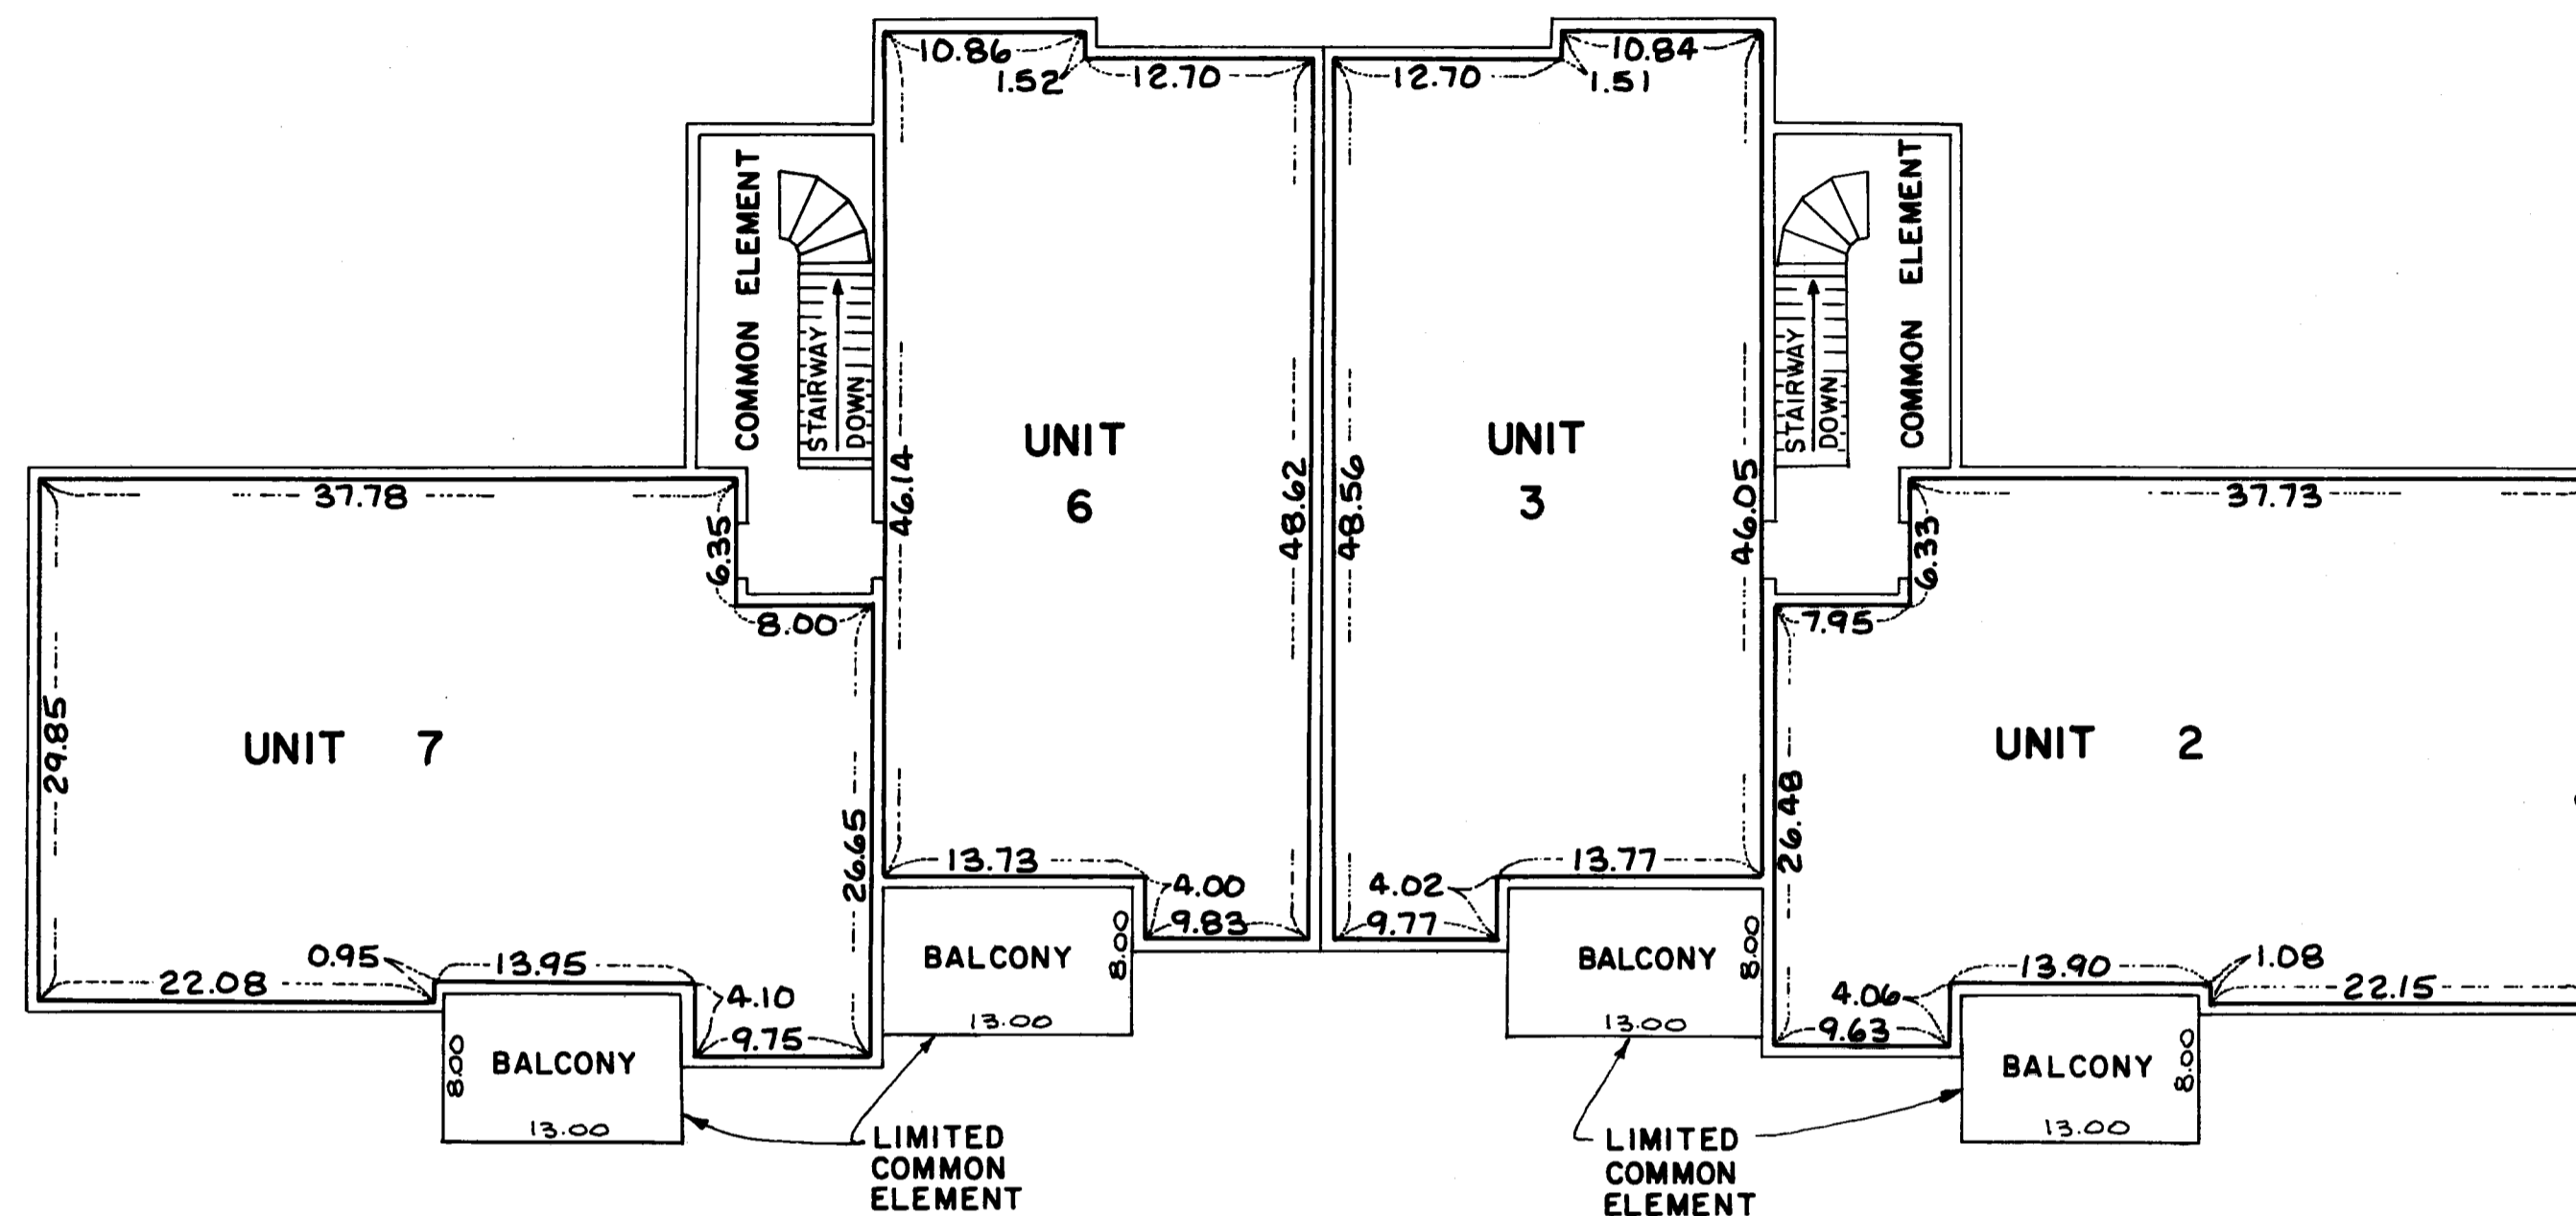 10.86
1.52
12.70
12.70
10.84
1.51
COMMON ELEMENT
STAIRWAY
DOWN
46.14
UNIT
6
48.62
48.56
UNIT
3
46.05
STAIRWAY
DOWN
COMMON ELEMENT
37.78
6.35
8.00
37.73
6.33
7.95
29.85
UNIT 7
26.65
26.48
UNIT 2
13.73
4.00
9.83
13.77
4.02
9.77
22.08
0.95
13.95
4.10
9.75
BALCONY
8.00
13.00
BALCONY
8.00
13.00
4.06
9.63
13.90
1.08
22.15
8.00
BALCONY
13.00
BALCONY
8.00
13.00
LIMITED
COMMON
ELEMENT
LIMITED
COMMON
ELEMENT